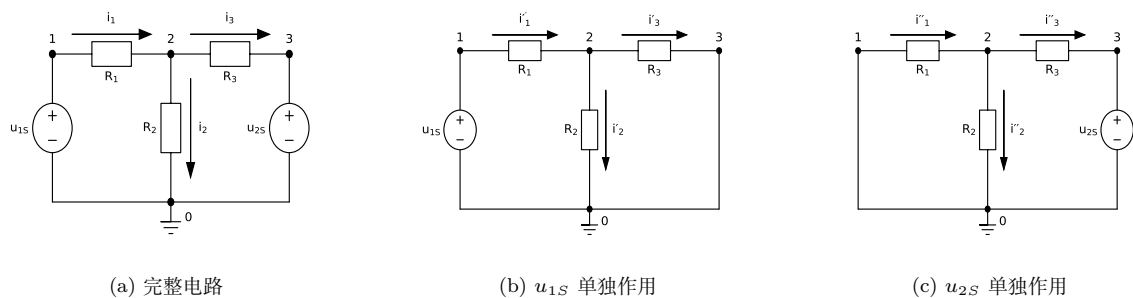 i₁ i₃
1 2 3
R₁ R₃
u₁S + − R₂ i₂ u₂S + −
0
(a) 完整电路
i′₁ i′₃
1 2 3
R₁ R₃
u₁S + − R₂ i′₂
0
(b) u₁S 单独作用
i″₁ i″₃
1 2 3
R₁ R₃
R₂ i″₂ u₂S + −
0
(c) u₂S 单独作用